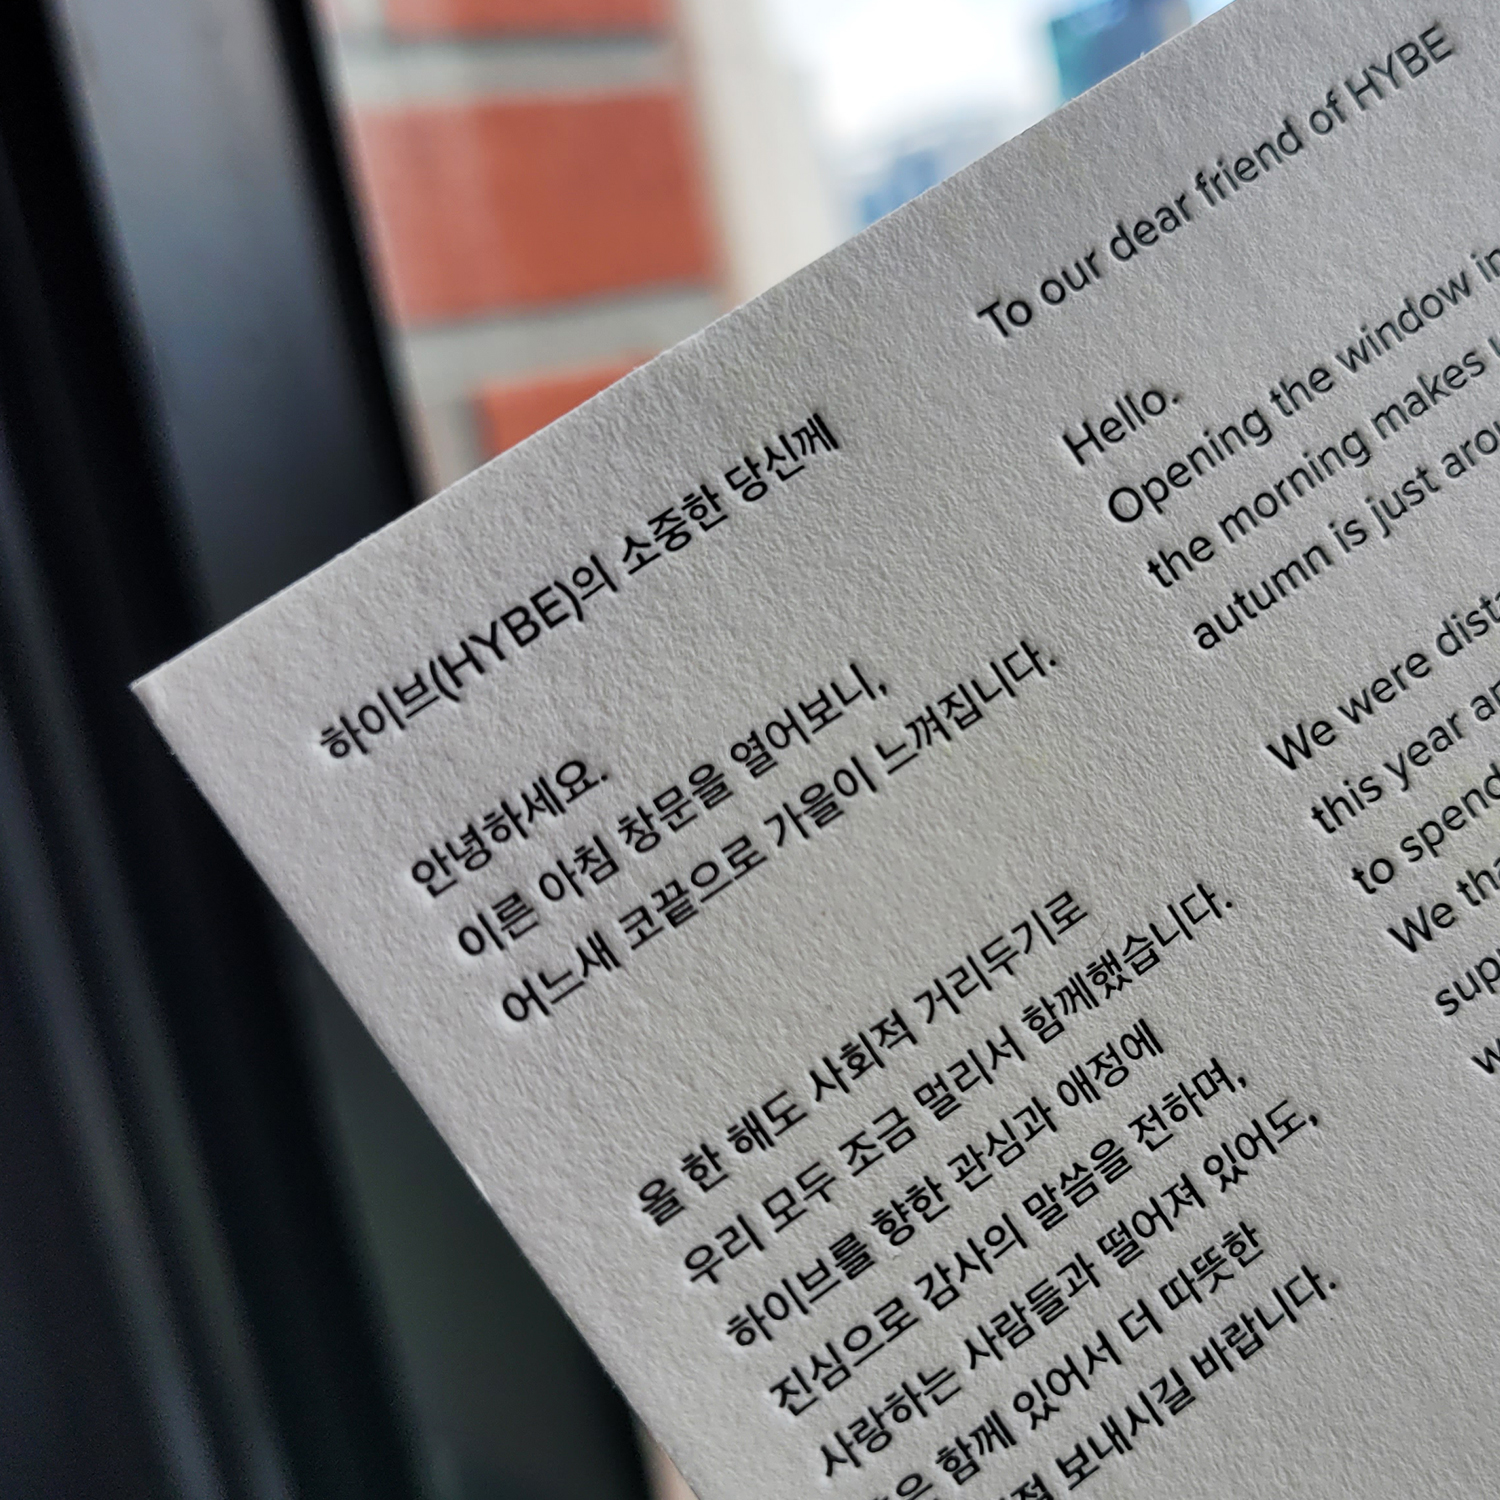 하이브(HYBE)의 소중한 당신께
안녕하세요.
이른 아침 창문을 열어보니,
어느새 코끝으로 가을이 느껴집니다.
올 한 해도 사회적 거리두기로
우리 모두 조금 멀리서 함께했습니다.
하이브를 향한 관심과 애정에
진심으로 감사의 말씀을 전하며,
사랑하는 사람들과 떨어져 있어도,
함께 있어서 더 따뜻한
보내시길 바랍니다.
To our dear friend of HYBE
Hello.
Opening the window in
the morning makes
autumn is just
We were
this year
to spend
We